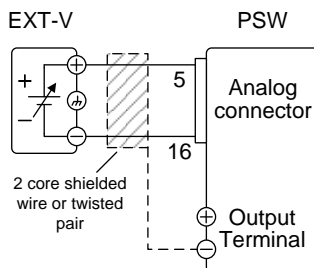 EXT-V
PSW
+
−
+
−
5
16
Analog
connector
2 core shielded
wire or twisted
pair
+
Output
Terminal
−